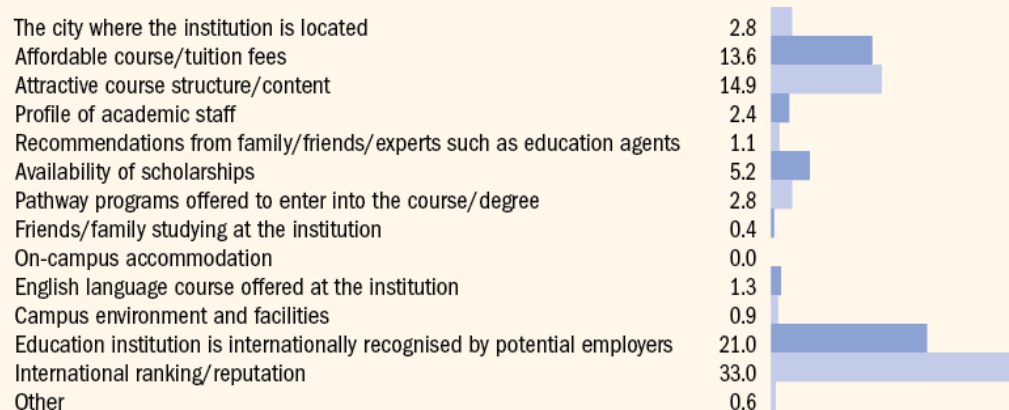 The city where the institution is located 2.8
Affordable course/tuition fees 13.6
Attractive course structure/content 14.9
Profile of academic staff 2.4
Recommendations from family/friends/experts such as education agents 1.1
Availability of scholarships 5.2
Pathway programs offered to enter into the course/degree 2.8
Friends/family studying at the institution 0.4
On-campus accommodation 0.0
English language course offered at the institution 1.3
Campus environment and facilities 0.9
Education institution is internationally recognised by potential employers 21.0
International ranking/reputation 33.0
Other 0.6